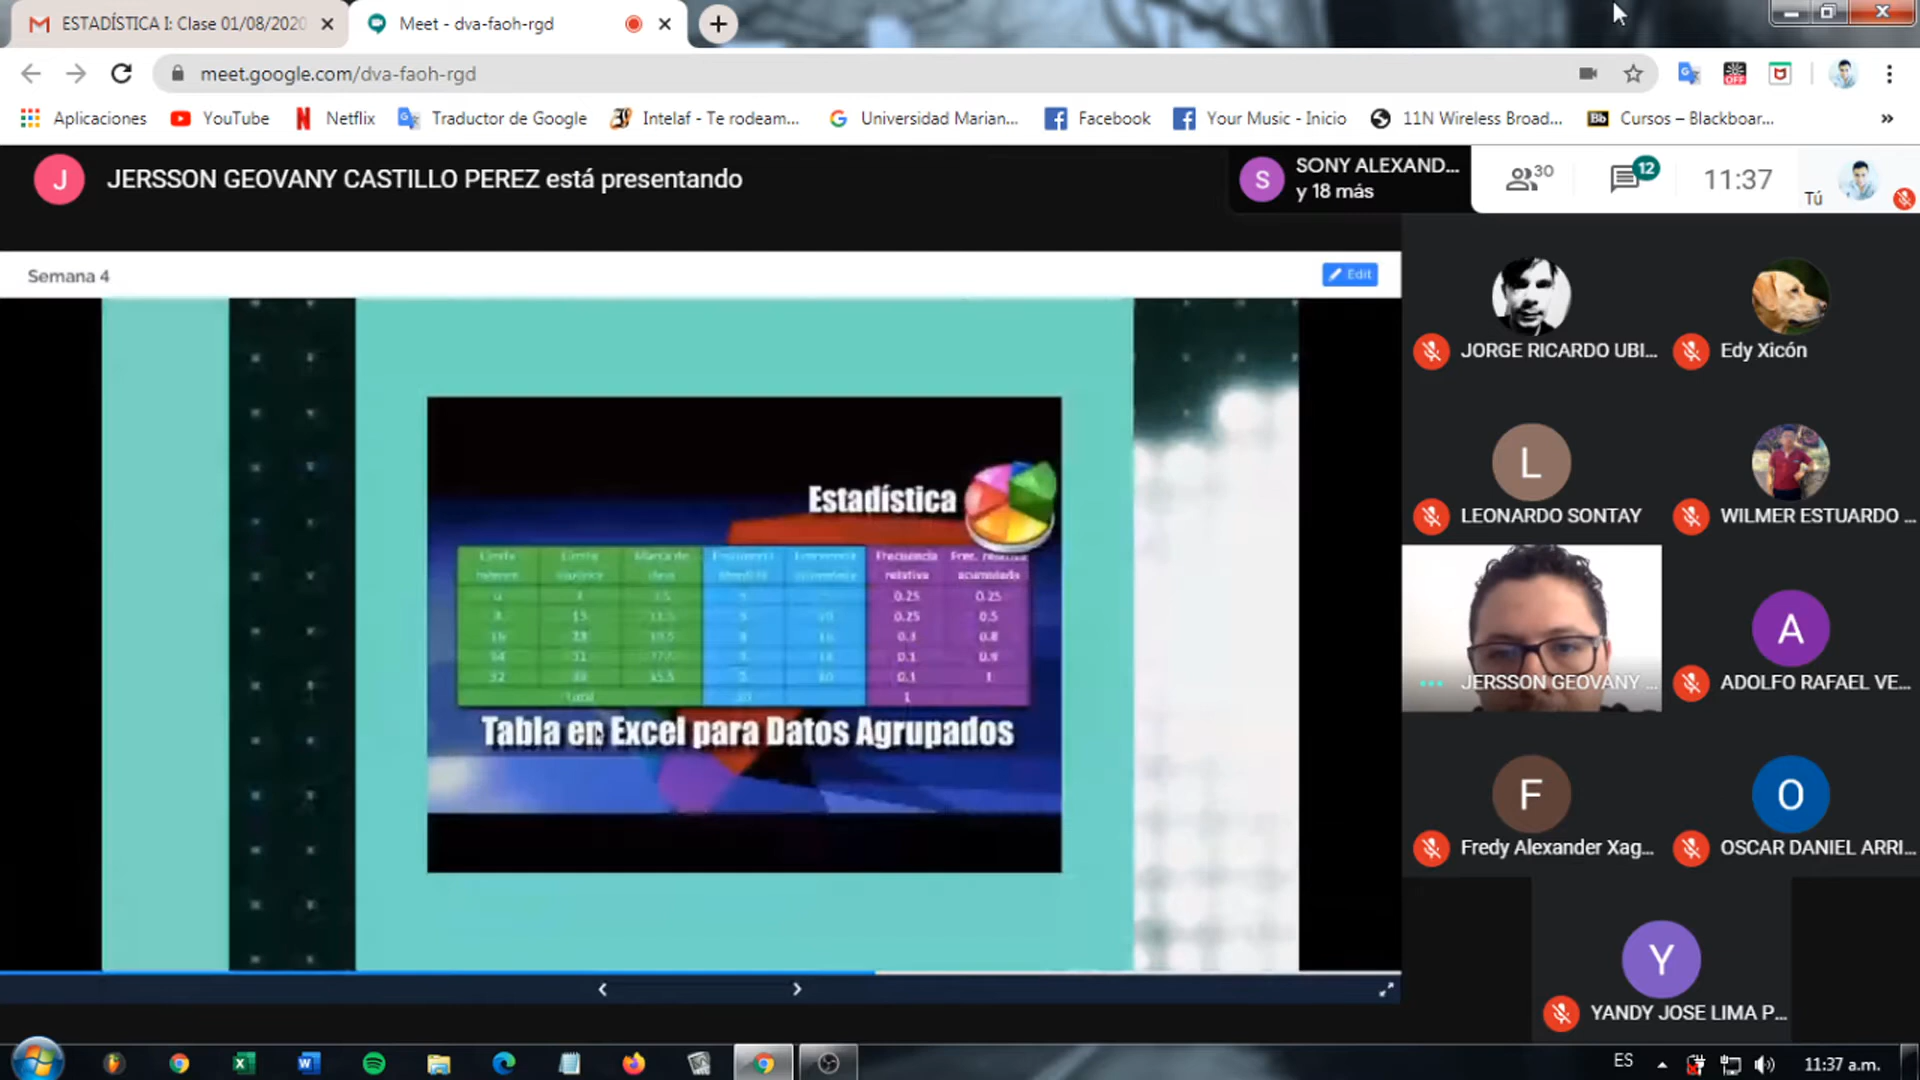 ESTADÍSTICA I: Clase 01/08/2020
Meet - dva-faoh-rgd
meet.google.com/dva-faoh-rgd
Aplicaciones
YouTube
Netflix
Traductor de Google
Intelaf - Te rodeam...
Universidad Marian...
Facebook
Your Music - Inicio
11N Wireless Broad...
Cursos – Blackboar...
»
J
JERSSON GEOVANY CASTILLO PEREZ está presentando
S
SONY ALEXAND...
y 18 más
30
12
11:37
Tú
Semana 4
Edit
Estadística
Frecuencia
relativa
acumulada
0.25 0.25
0.25 0.5
0.3 0.8
0.1 0.9
0.1 1
Total
1
Tabla en Excel para Datos Agrupados
JORGE RICARDO UBI...
Edy Xicón
L
LEONARDO SONTAY
WILMER ESTUARDO ...
JERSSON GEOVANY ...
A
ADOLFO RAFAEL VE...
F
Fredy Alexander Xag...
O
OSCAR DANIEL ARRI...
Y
YANDY JOSE LIMA P...
ES
11:37 a.m.